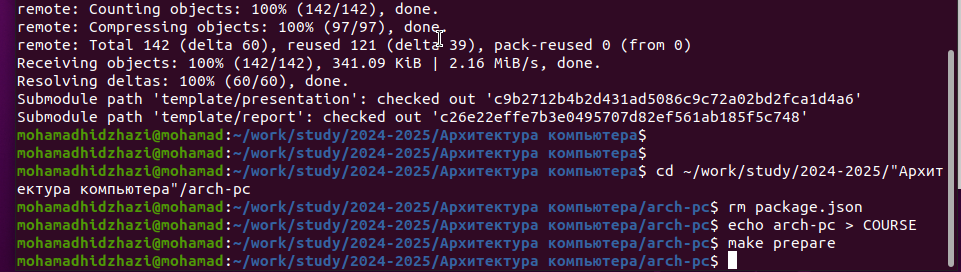 remote: Counting objects: 100% (142/142), done.
remote: Compressing objects: 100% (97/97), done.
remote: Total 142 (delta 60), reused 121 (delta 39), pack-reused 0 (from 0)
Receiving objects: 100% (142/142), 341.09 KiB | 2.16 MiB/s, done.
Resolving deltas: 100% (60/60), done.
Submodule path 'template/presentation': checked out 'c9b2712b4b2d431ad5086c9c72a02bd2fca1d4a6'
Submodule path 'template/report': checked out 'c26e22effe7b3e0495707d82ef561ab185f5c748'
mohamadhidzhazi@mohamad:~/work/study/2024-2025/Архитектура компьютера$
mohamadhidzhazi@mohamad:~/work/study/2024-2025/Архитектура компьютера$
mohamadhidzhazi@mohamad:~/work/study/2024-2025/Архитектура компьютера$ cd ~/work/study/2024-2025/"Архит
ектура компьютера"/arch-pc
mohamadhidzhazi@mohamad:~/work/study/2024-2025/Архитектура компьютера/arch-pc$ rm package.json
mohamadhidzhazi@mohamad:~/work/study/2024-2025/Архитектура компьютера/arch-pc$ echo arch-pc > COURSE
mohamadhidzhazi@mohamad:~/work/study/2024-2025/Архитектура компьютера/arch-pc$ make prepare
mohamadhidzhazi@mohamad:~/work/study/2024-2025/Архитектура компьютера/arch-pc$